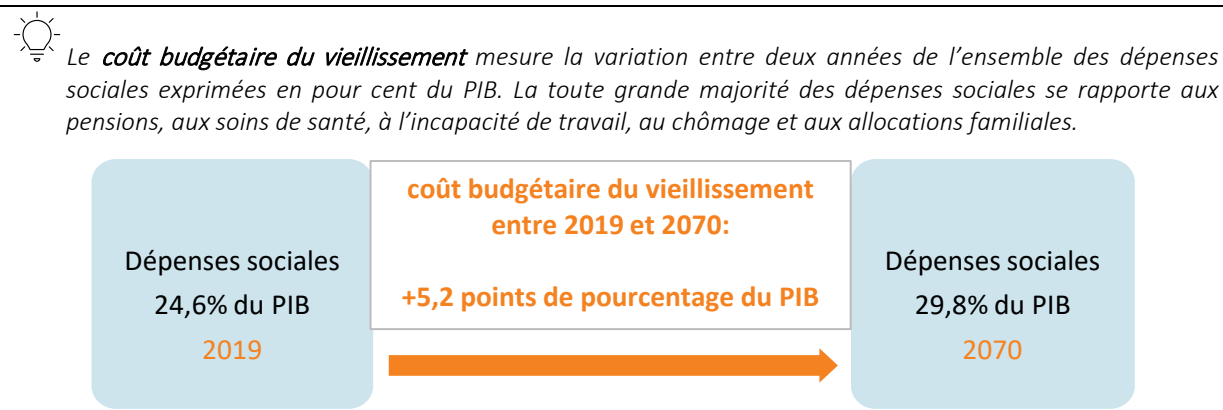 Le coût budgétaire du vieillissement mesure la variation entre deux années de l’ensemble des dépenses
sociales exprimées en pour cent du PIB. La toute grande majorité des dépenses sociales se rapporte aux
pensions, aux soins de santé, à l’incapacité de travail, au chômage et aux allocations familiales.
Dépenses sociales
24,6% du PIB
2019
coût budgétaire du vieillissement
entre 2019 et 2070:
+5,2 points de pourcentage du PIB
Dépenses sociales
29,8% du PIB
2070